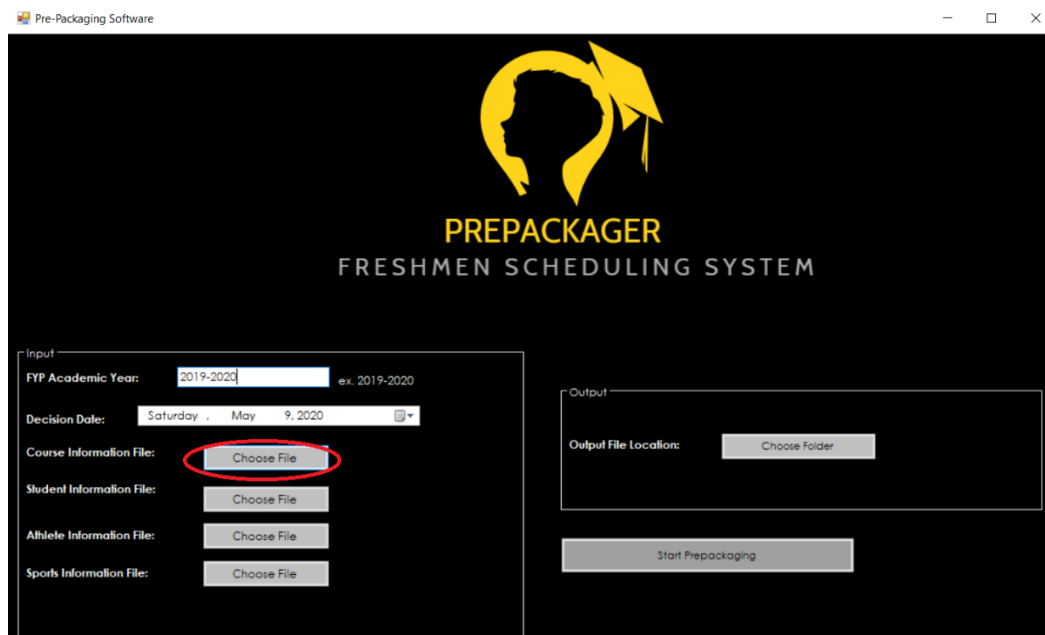 Pre-Packaging Software
PREPACKAGER
FRESHMEN SCHEDULING SYSTEM
Input
FYP Academic Year: 2019-2020 ex. 2019-2020
Decision Date: Saturday , May 9, 2020
Course Information File: Choose File
Student Information File: Choose File
Athlete Information File: Choose File
Sports Information File: Choose File
Output
Output File Location: Choose Folder
Start Prepackaging